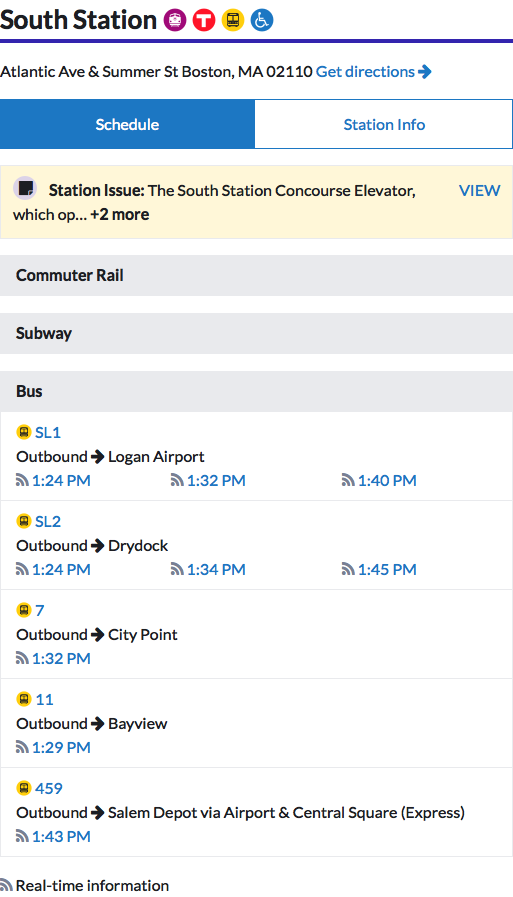 South Station T
Atlantic Ave & Summer St Boston, MA 02110 Get directions
Schedule Station Info
Station Issue: The South Station Concourse Elevator, VIEW
which op... +2 more
Commuter Rail
Subway
Bus
SL1
Outbound Logan Airport
1:24 PM 1:32 PM 1:40 PM
SL2
Outbound Drydock
1:24 PM 1:34 PM 1:45 PM
7
Outbound City Point
1:32 PM
11
Outbound Bayview
1:29 PM
459
Outbound Salem Depot via Airport & Central Square (Express)
1:43 PM
Real-time information